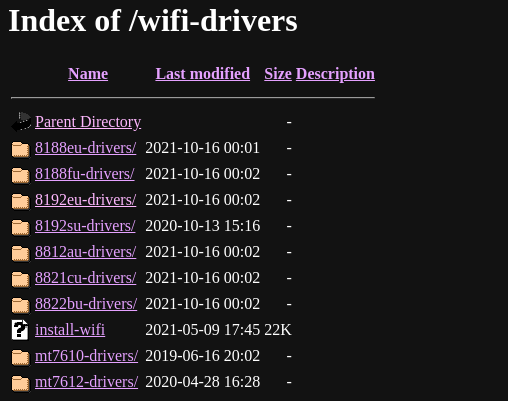 Index of /wifi-drivers
Name Last modified Size Description
Parent Directory -
8188eu-drivers/ 2021-10-16 00:01 -
8188fu-drivers/ 2021-10-16 00:02 -
8192eu-drivers/ 2021-10-16 00:02 -
8192su-drivers/ 2020-10-13 15:16 -
8812au-drivers/ 2021-10-16 00:02 -
8821cu-drivers/ 2021-10-16 00:02 -
8822bu-drivers/ 2021-10-16 00:02 -
install-wifi 2021-05-09 17:45 22K
mt7610-drivers/ 2019-06-16 20:02 -
mt7612-drivers/ 2020-04-28 16:28 -